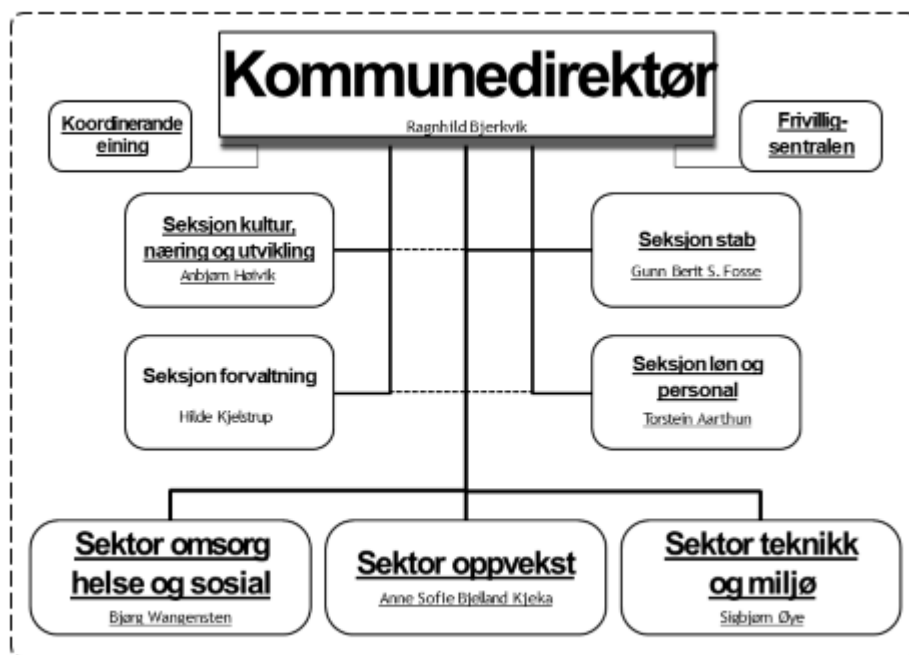 Kommunedirektør
Ragnhild Bjerkvik
Koordinerande
eining
Frivillig-
sentralen
Seksjon kultur,
næring og utvikling
Anbjørn Høivik
Seksjon stab
Gunn Berit S. Fosse
Seksjon forvaltning
Hilde Kjelstrup
Seksjon løn og
personal
Torstein Aarthun
Sektor omsorg
helse og sosial
Bjørg Wangensten
Sektor oppvekst
Anne Sofie Bjelland Kjeka
Sektor teknikk
og miljø
Sigbjørn Øye